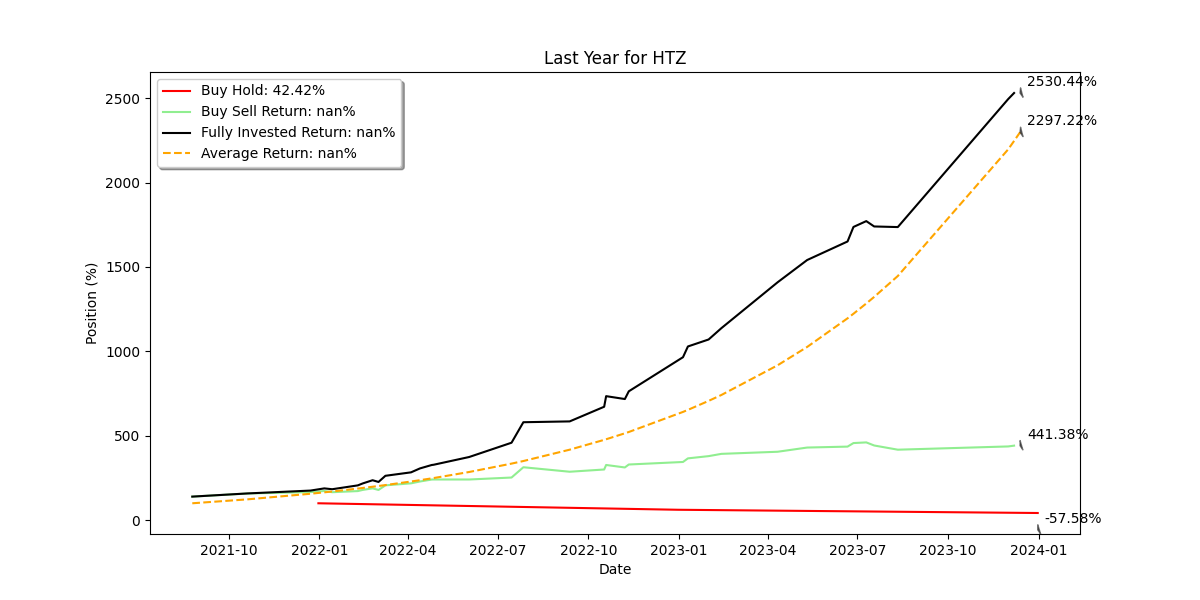 Last Year for HTZ
Buy Hold: 42.42%
Buy Sell Return: nan%
Fully Invested Return: nan%
Average Return: nan%
2530.44%
2297.22%
441.38%
-57.58%
Position (%)
2500
2000
1500
1000
500
0
2021-10 2022-01 2022-04 2022-07 2022-10 2023-01 2023-04 2023-07 2023-10 2024-01
Date